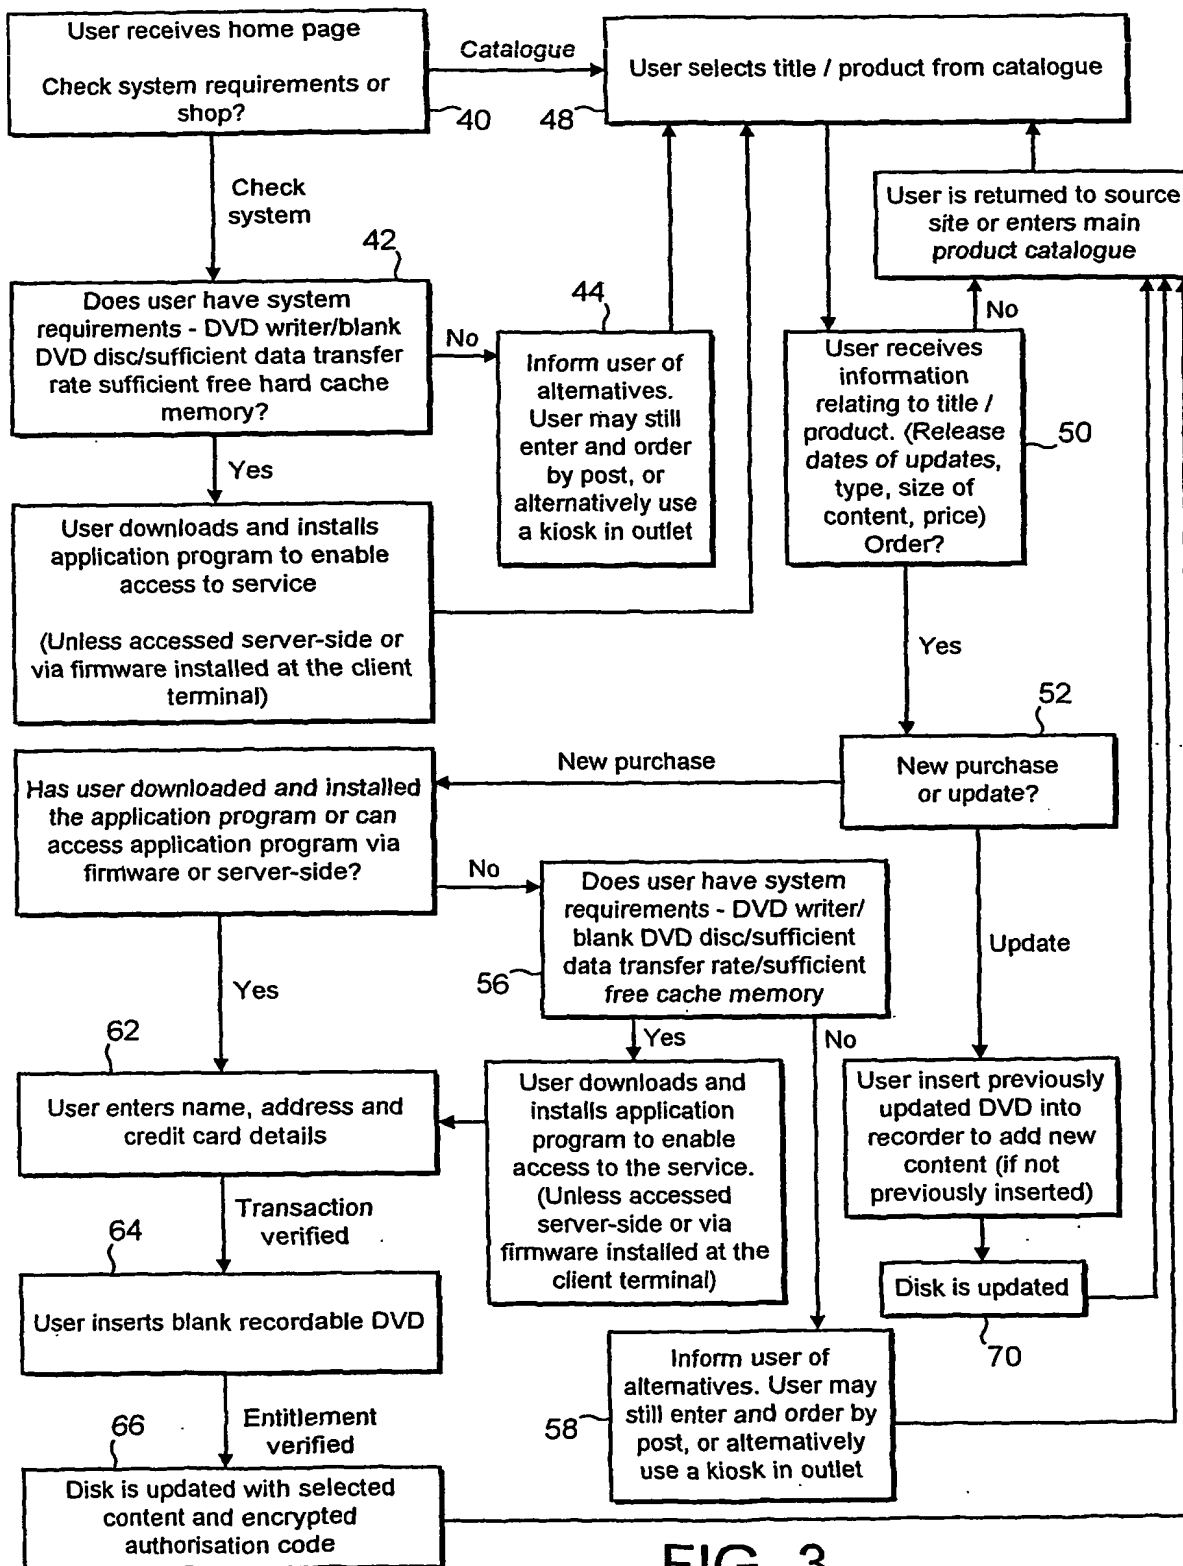 User receives home page
Check system requirements or
shop?
40
Catalogue
User selects title / product from catalogue
48
Check
system
User is returned to source
site or enters main
product catalogue
42
Does user have system
requirements - DVD writer/blank
DVD disc/sufficient data transfer
rate sufficient free hard cache
memory?
No
44
Inform user of
alternatives.
User may still
enter and order
by post, or
alternatively use
a kiosk in outlet
No
User receives
information
relating to title /
product. (Release
dates of updates,
type, size of
content, price)
Order?
50
Yes
User downloads and installs
application program to enable
access to service
(Unless accessed server-side or
via firmware installed at the client
terminal)
Yes
52
New purchase
or update?
New purchase
Has user downloaded and installed
the application program or can
access application program via
firmware or server-side?
No
Does user have system
requirements - DVD writer/
blank DVD disc/sufficient
data transfer rate/sufficient
free cache memory
56
Update
Yes
Yes
No
62
User enters name, address and
credit card details
User downloads and
installs application
program to enable
access to the service.
(Unless accessed
server-side or via
firmware installed at the
client terminal)
User insert previously
updated DVD into
recorder to add new
content (if not
previously inserted)
Transaction
verified
64
User inserts blank recordable DVD
Disk is updated
70
Inform user of
alternatives. User may
still enter and order by
post, or alternatively
use a kiosk in outlet
58
Entitlement
verified
66
Disk is updated with selected
content and encrypted
authorisation code
FIG. 3